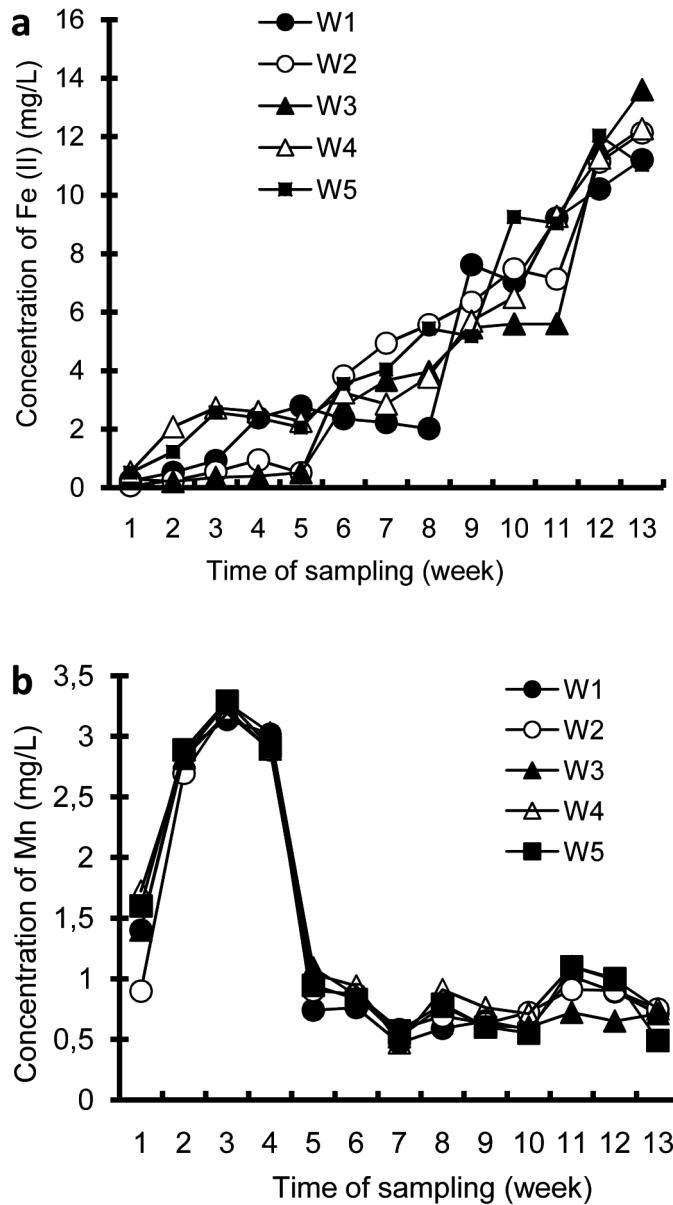 a
Concentration of Fe (II) (mg/L)
16
14
12
10
8
6
4
2
0
W1
W2
W3
W4
W5
1 2 3 4 5 6 7 8 9 10 11 12 13
Time of sampling (week)
b
Concentration of Mn (mg/L)
3,5
3
2,5
2
1,5
1
0,5
0
W1
W2
W3
W4
W5
1 2 3 4 5 6 7 8 9 10 11 12 13
Time of sampling (week)